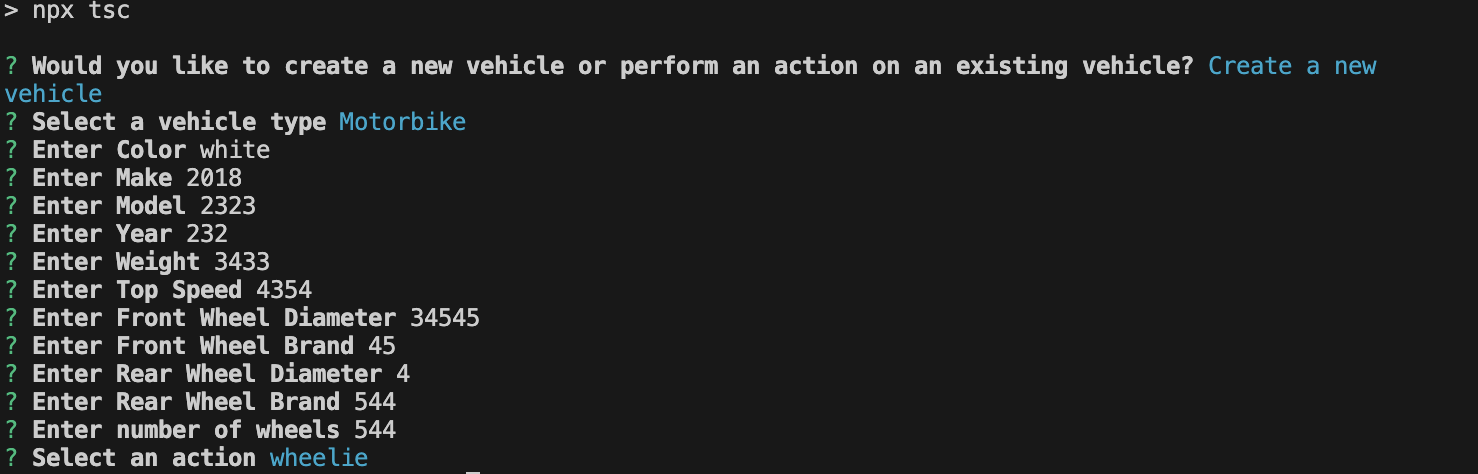 > npx tsc
? Would you like to create a new vehicle or perform an action on an existing vehicle? Create a new
vehicle
? Select a vehicle type Motorbike
? Enter Color white
? Enter Make 2018
? Enter Model 2323
? Enter Year 232
? Enter Weight 3433
? Enter Top Speed 4354
? Enter Front Wheel Diameter 34545
? Enter Front Wheel Brand 45
? Enter Rear Wheel Diameter 4
? Enter Rear Wheel Brand 544
? Enter number of wheels 544
? Select an action wheelie